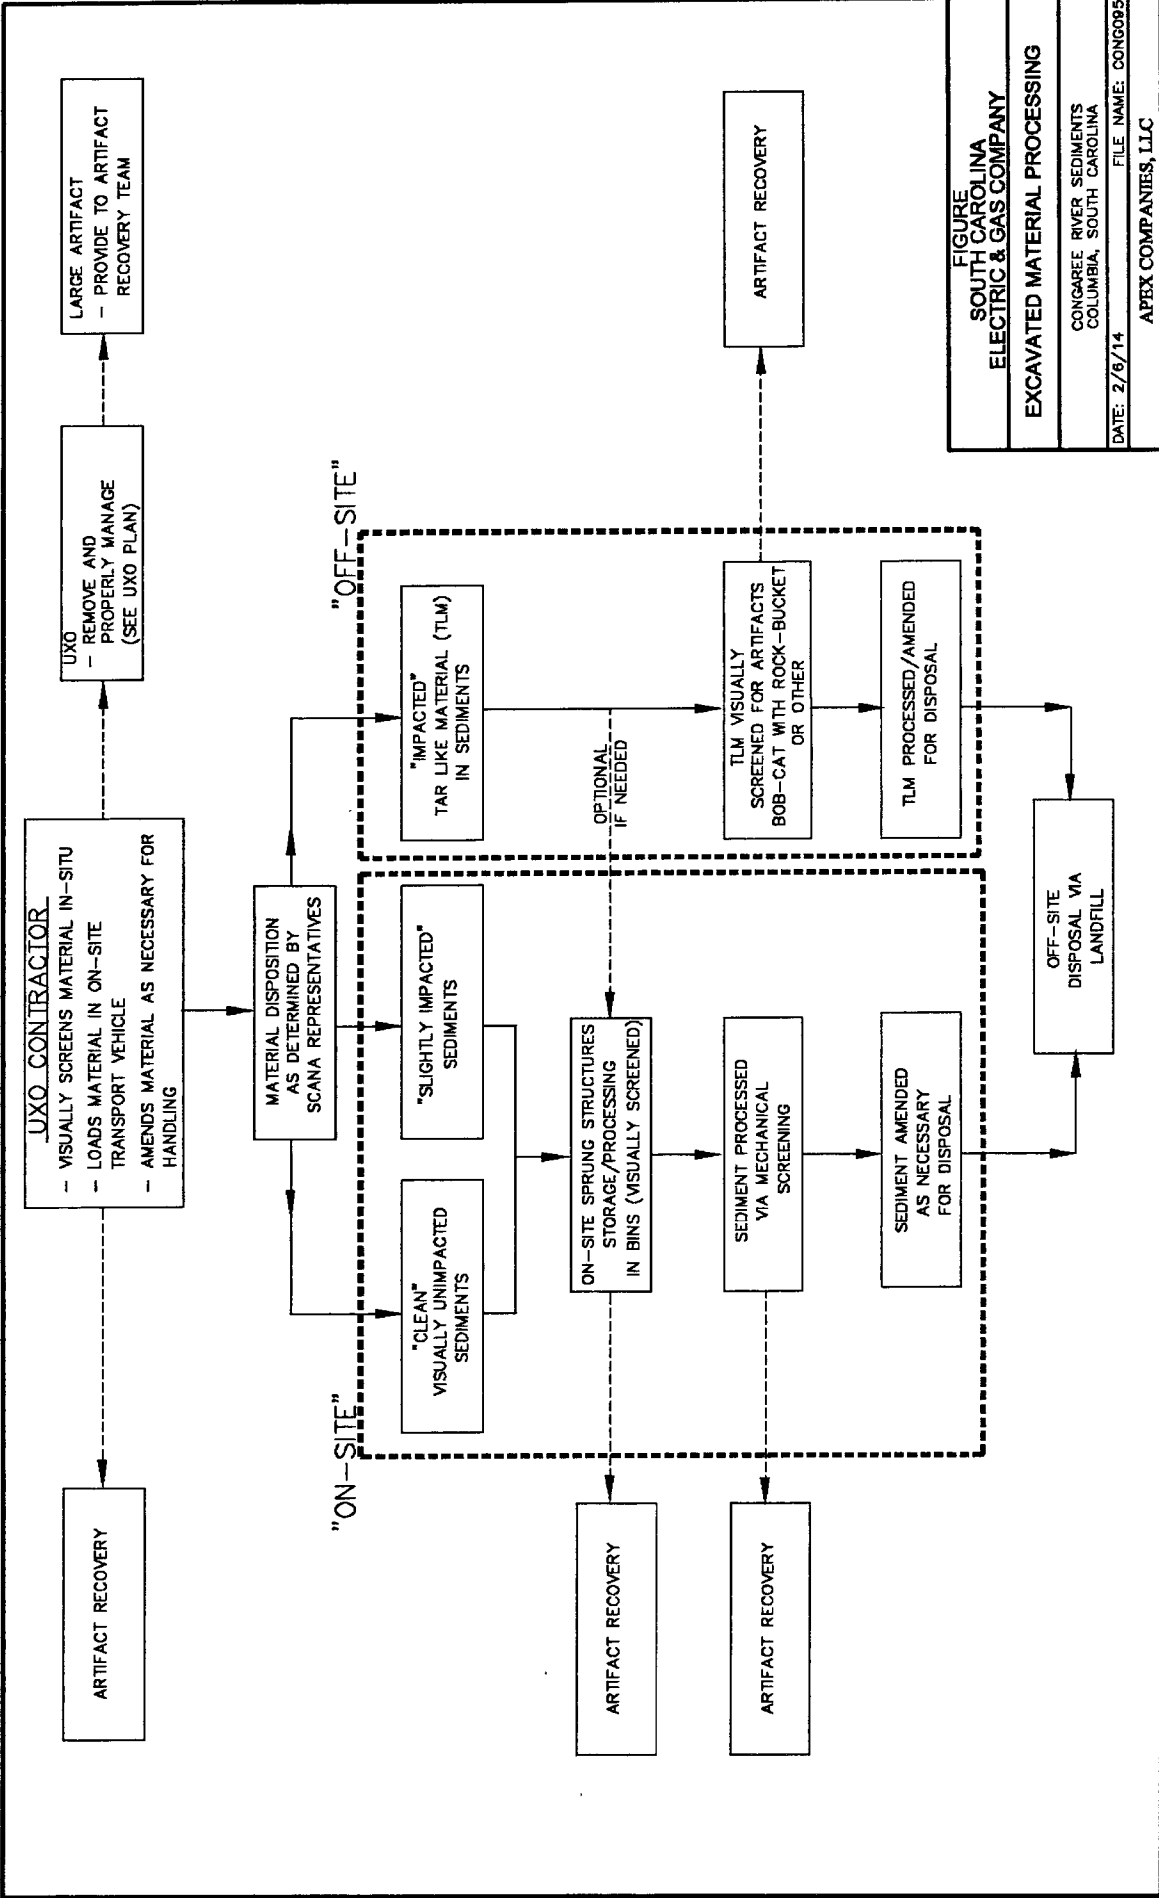 UXO CONTRACTOR
– VISUALLY SCREENS MATERIAL IN–SITU
– LOADS MATERIAL IN ON–SITE
TRANSPORT VEHICLE
– AMENDS MATERIAL AS NECESSARY FOR
HANDLING
ARTIFACT RECOVERY
UXO
– REMOVE AND
PROPERLY MANAGE
(SEE UXO PLAN)
LARGE ARTIFACT
– PROVIDE TO ARTIFACT
RECOVERY TEAM
MATERIAL DISPOSITION
AS DETERMINED BY
SCANA REPRESENTATIVES
"ON–SITE"
"OFF–SITE"
"CLEAN"
VISUALLY UNIMPACTED
SEDIMENTS
"SLIGHTLY IMPACTED"
SEDIMENTS
"IMPACTED"
TAR LIKE MATERIAL (TLM)
IN SEDIMENTS
OPTIONAL
IF NEEDED
ARTIFACT RECOVERY
ON–SITE SPRUNG STRUCTURES
STORAGE/PROCESSING
IN BINS (VISUALLY SCREENED)
ARTIFACT RECOVERY
SEDIMENT PROCESSED
VIA MECHANICAL
SCREENING
TLM VISUALLY
SCREENED FOR ARTIFACTS
BOB–CAT WITH ROCK–BUCKET
OR OTHER
ARTIFACT RECOVERY
SEDIMENT AMENDED
AS NECESSARY
FOR DISPOSAL
TLM PROCESSED/AMENDED
FOR DISPOSAL
OFF–SITE
DISPOSAL VIA
LANDFILL
FIGURE
SOUTH CAROLINA
ELECTRIC & GAS COMPANY
EXCAVATED MATERIAL PROCESSING
CONGAREE RIVER SEDIMENTS
COLUMBIA, SOUTH CAROLINA
DATE: 2/6/14 FILE NAME: CONG095
APEX COMPANIES, LLC